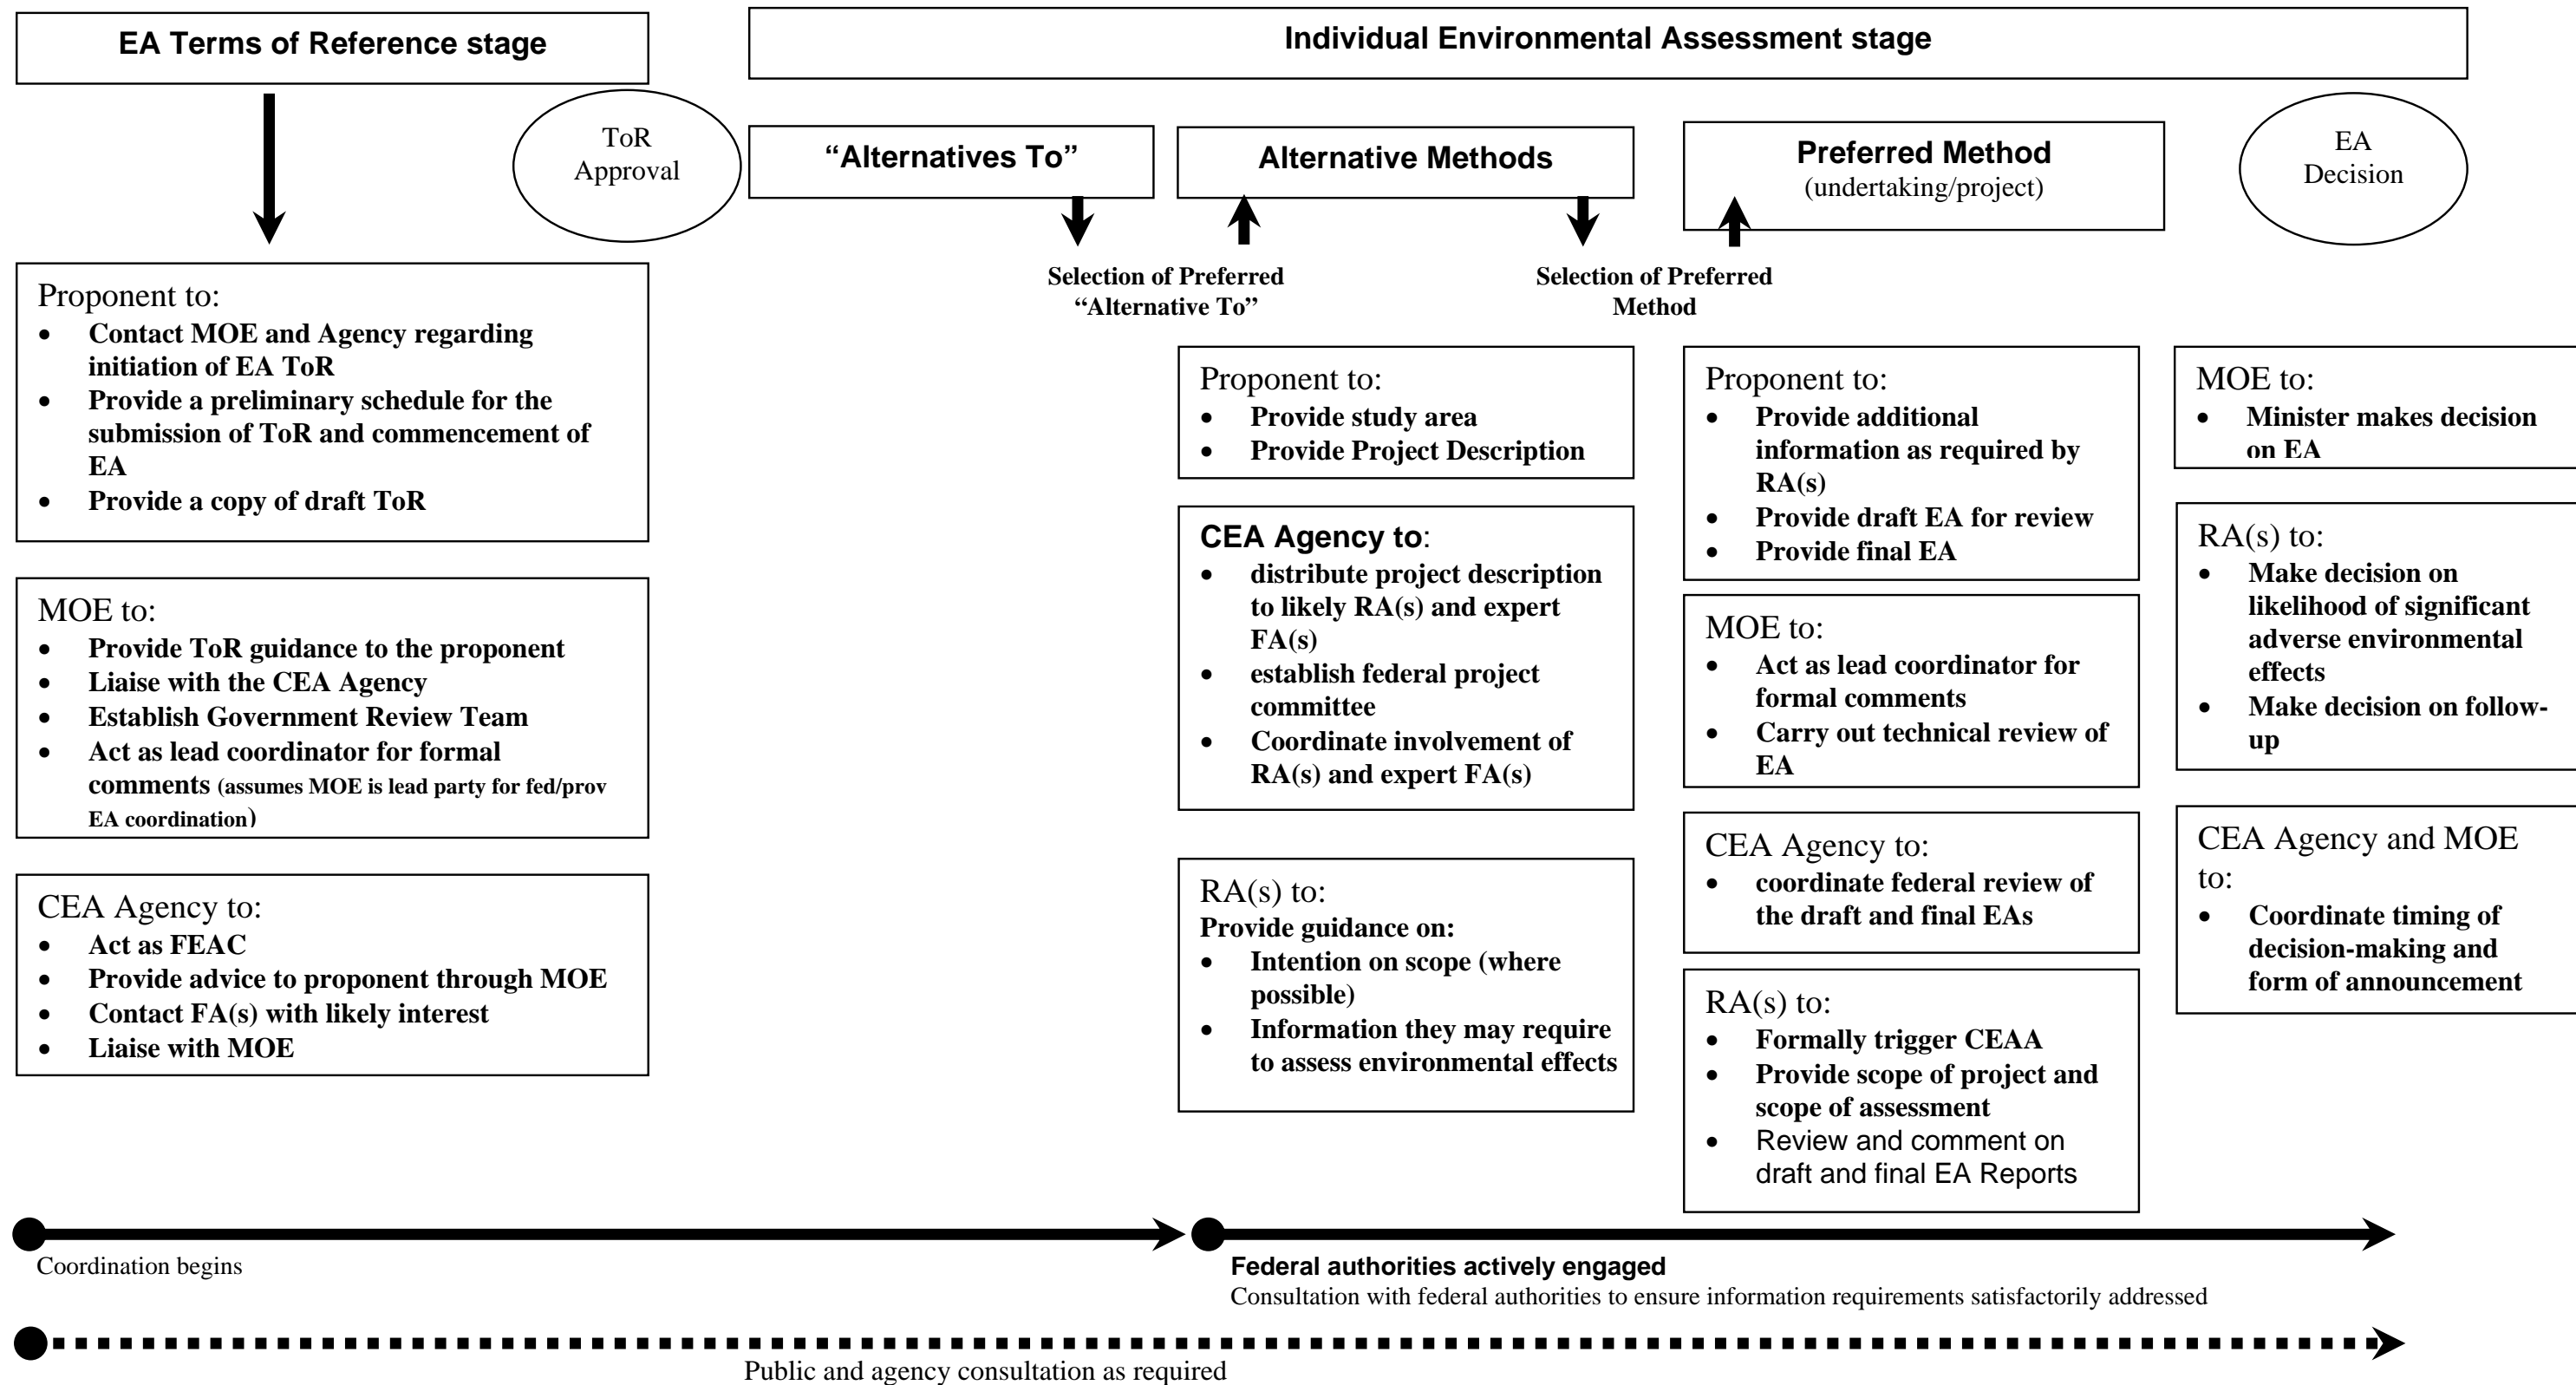 EA Terms of Reference stage
Individual Environmental Assessment stage
ToR
Approval
“Alternatives To”
Alternative Methods
Preferred Method
(undertaking/project)
EA
Decision
Selection of Preferred
“Alternative To”
Selection of Preferred
Method
Proponent to:
• Contact MOE and Agency regarding
initiation of EA ToR
• Provide a preliminary schedule for the
submission of ToR and commencement of
EA
• Provide a copy of draft ToR
MOE to:
• Provide ToR guidance to the proponent
• Liaise with the CEA Agency
• Establish Government Review Team
• Act as lead coordinator for formal
comments (assumes MOE is lead party for fed/prov
EA coordination)
CEA Agency to:
• Act as FEAC
• Provide advice to proponent through MOE
• Contact FA(s) with likely interest
• Liaise with MOE
Proponent to:
• Provide study area
• Provide Project Description
CEA Agency to:
• distribute project description
to likely RA(s) and expert
FA(s)
• establish federal project
committee
• Coordinate involvement of
RA(s) and expert FA(s)
RA(s) to:
Provide guidance on:
• Intention on scope (where
possible)
• Information they may require
to assess environmental effects
Proponent to:
• Provide additional
information as required by
RA(s)
• Provide draft EA for review
• Provide final EA
MOE to:
• Act as lead coordinator for
formal comments
• Carry out technical review of
EA
CEA Agency to:
• coordinate federal review of
the draft and final EAs
RA(s) to:
• Formally trigger CEAA
• Provide scope of project and
scope of assessment
• Review and comment on
draft and final EA Reports
MOE to:
• Minister makes decision
on EA
RA(s) to:
• Make decision on
likelihood of significant
adverse environmental
effects
• Make decision on follow-
up
CEA Agency and MOE
to:
• Coordinate timing of
decision-making and
form of announcement
Coordination begins
Federal authorities actively engaged
Consultation with federal authorities to ensure information requirements satisfactorily addressed
Public and agency consultation as required